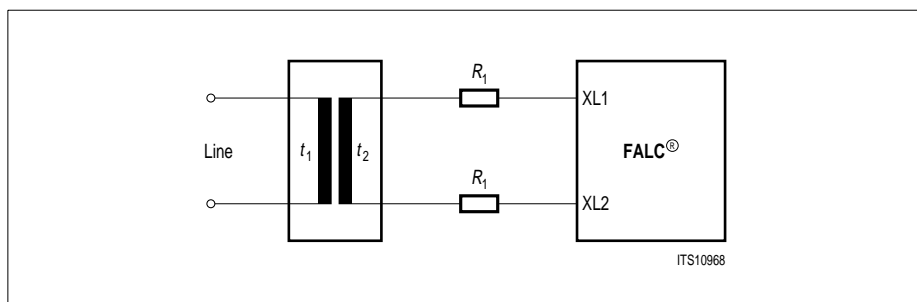 R1
XL1
Line
t1
t2
FALC®
R1
XL2
ITS10968